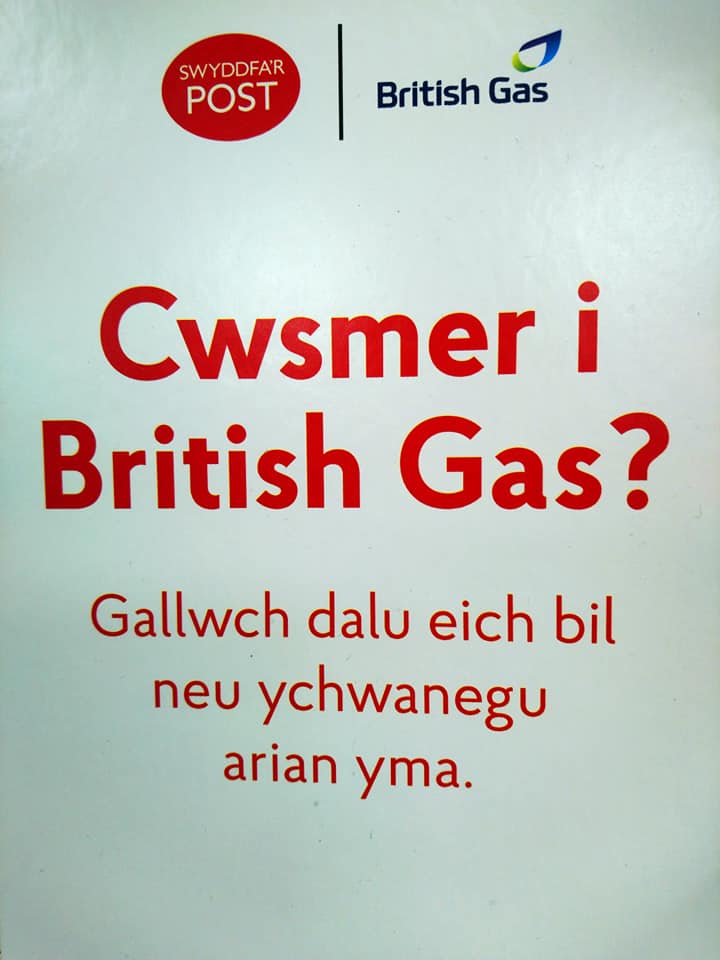 SWYDDFA'R
POST
British Gas
Cwsmer i
British Gas?
Gallwch dalu eich bil
neu ychwanegu
arian yma.